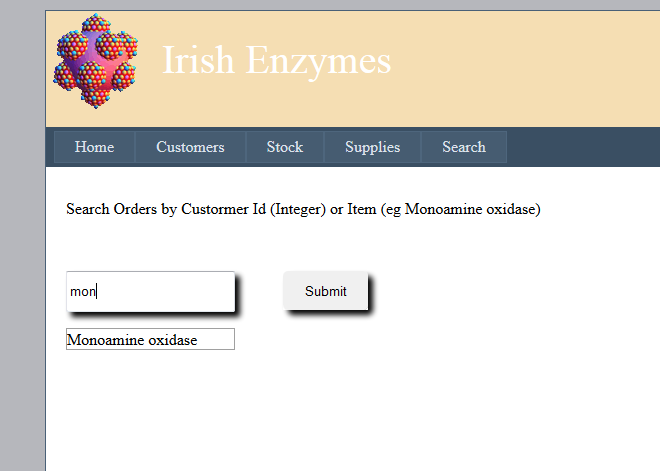 Irish Enzymes
Home Customers Stock Supplies Search
Search Orders by Custormer Id (Integer) or Item (eg Monoamine oxidase)
mon Submit
Monoamine oxidase